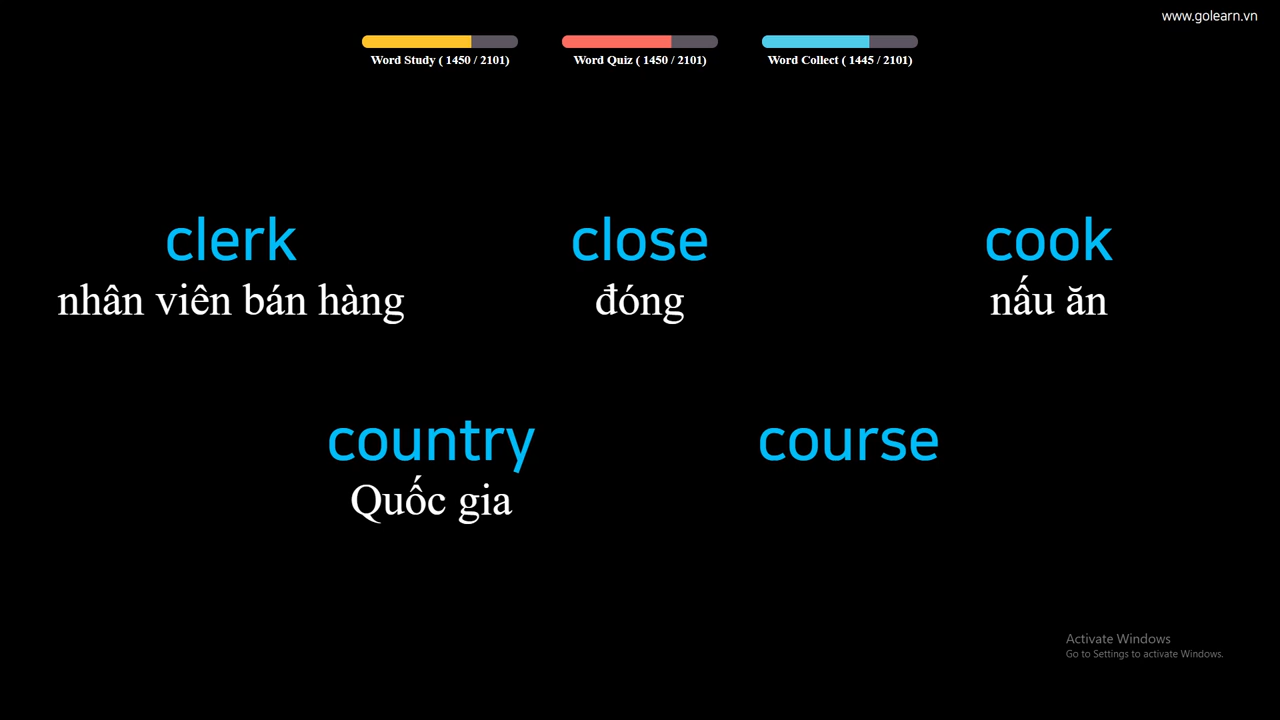 www.golearn.vn
Word Study ( 1450 / 2101) Word Quiz ( 1450 / 2101) Word Collect ( 1445 / 2101)
clerk close cook
nhân viên bán hàng đóng nấu ăn
country course
Quốc gia
Activate Windows
Go to Settings to activate Windows.